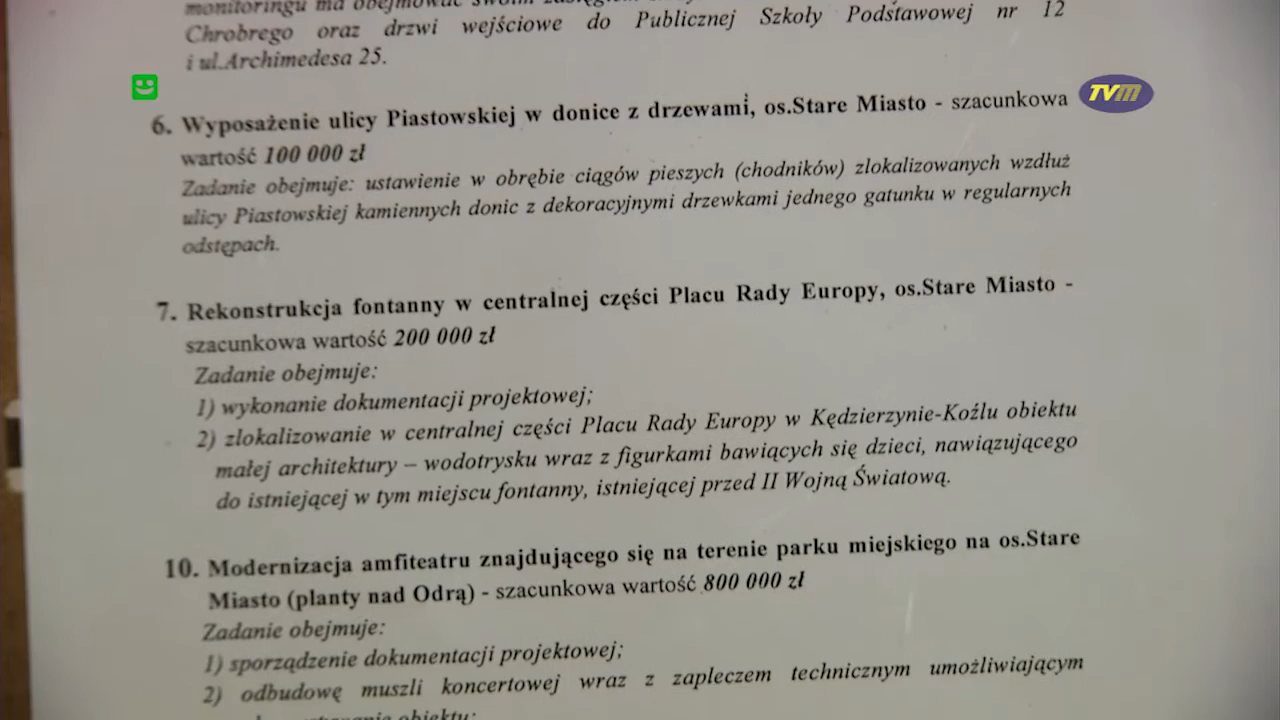 monitoringu ma obejmować swoim zasięgiem
Chrobrego oraz drzwi wejściowe do Publicznej Szkoły Podstawowej nr 12
i ul.Archimedesa 25.
TVM
6. Wyposażenie ulicy Piastowskiej w donice z drzewami, os.Stare Miasto - szacunkowa
wartość 100 000 zł
Zadanie obejmuje: ustawienie w obrębie ciągów pieszych (chodników) zlokalizowanych wzdłuż
ulicy Piastowskiej kamiennych donic z dekoracyjnymi drzewkami jednego gatunku w regularnych
odstępach.
7. Rekonstrukcja fontanny w centralnej części Placu Rady Europy, os.Stare Miasto -
szacunkowa wartość 200 000 zł
Zadanie obejmuje:
1) wykonanie dokumentacji projektowej;
2) zlokalizowanie w centralnej części Placu Rady Europy w Kędzierzynie-Koźlu obiektu
małej architektury – wodotrysku wraz z figurkami bawiących się dzieci, nawiązującego
do istniejącej w tym miejscu fontanny, istniejącej przed II Wojną Światową.
10. Modernizacja amfiteatru znajdującego się na terenie parku miejskiego na os.Stare
Miasto (planty nad Odrą) - szacunkowa wartość 800 000 zł
Zadanie obejmuje:
1) sporządzenie dokumentacji projektowej;
2) odbudowę muszli koncertowej wraz z zapleczem technicznym umożliwiającym
obiektu;